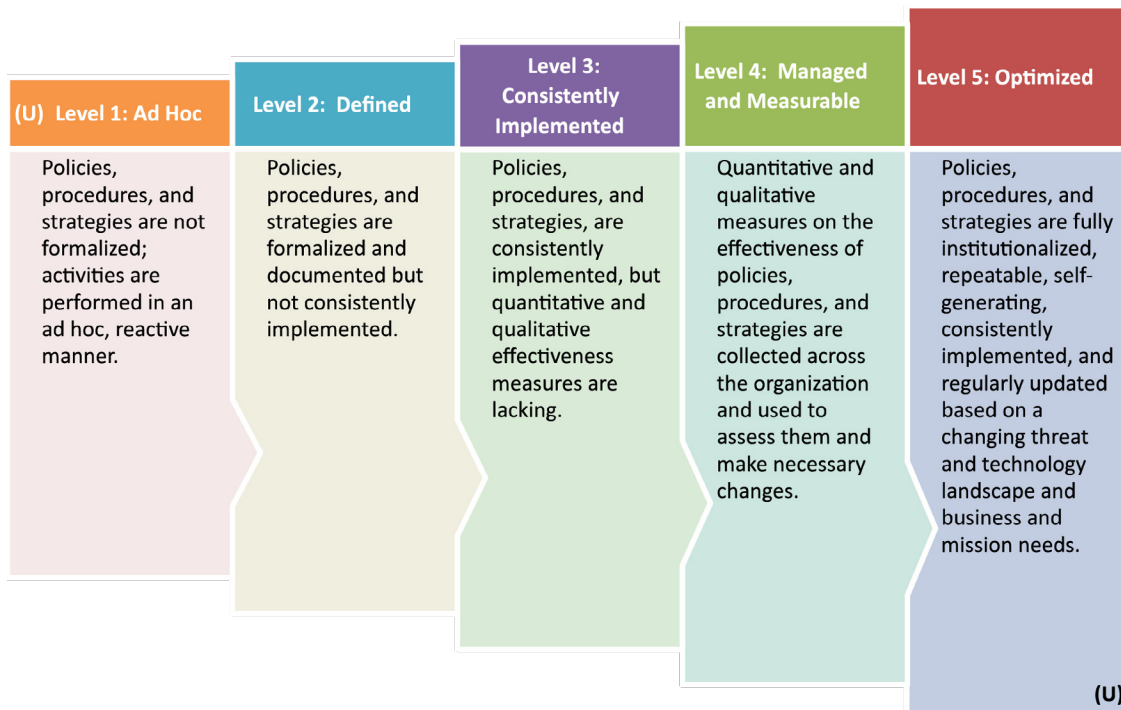 (U) Level 1: Ad Hoc
Policies,
procedures, and
strategies are not
formalized;
activities are
performed in an
ad hoc, reactive
manner.
Level 2:  Defined
Policies,
procedures, and
strategies are
formalized and
documented but
not consistently
implemented.
Level 3:
Consistently
Implemented
Policies,
procedures, and
strategies, are
consistently
implemented, but
quantitative and
qualitative
effectiveness
measures are
lacking.
Level 4:  Managed
and Measurable
Quantitative and
qualitative
measures on the
effectiveness of
policies,
procedures, and
strategies are
collected across
the organization
and used to
assess them and
make necessary
changes.
Level 5: Optimized
Policies,
procedures, and
strategies are fully
institutionalized,
repeatable, self-
generating,
consistently
implemented, and
regularly updated
based on a
changing threat
and technology
landscape and
business and
mission needs.
(U)